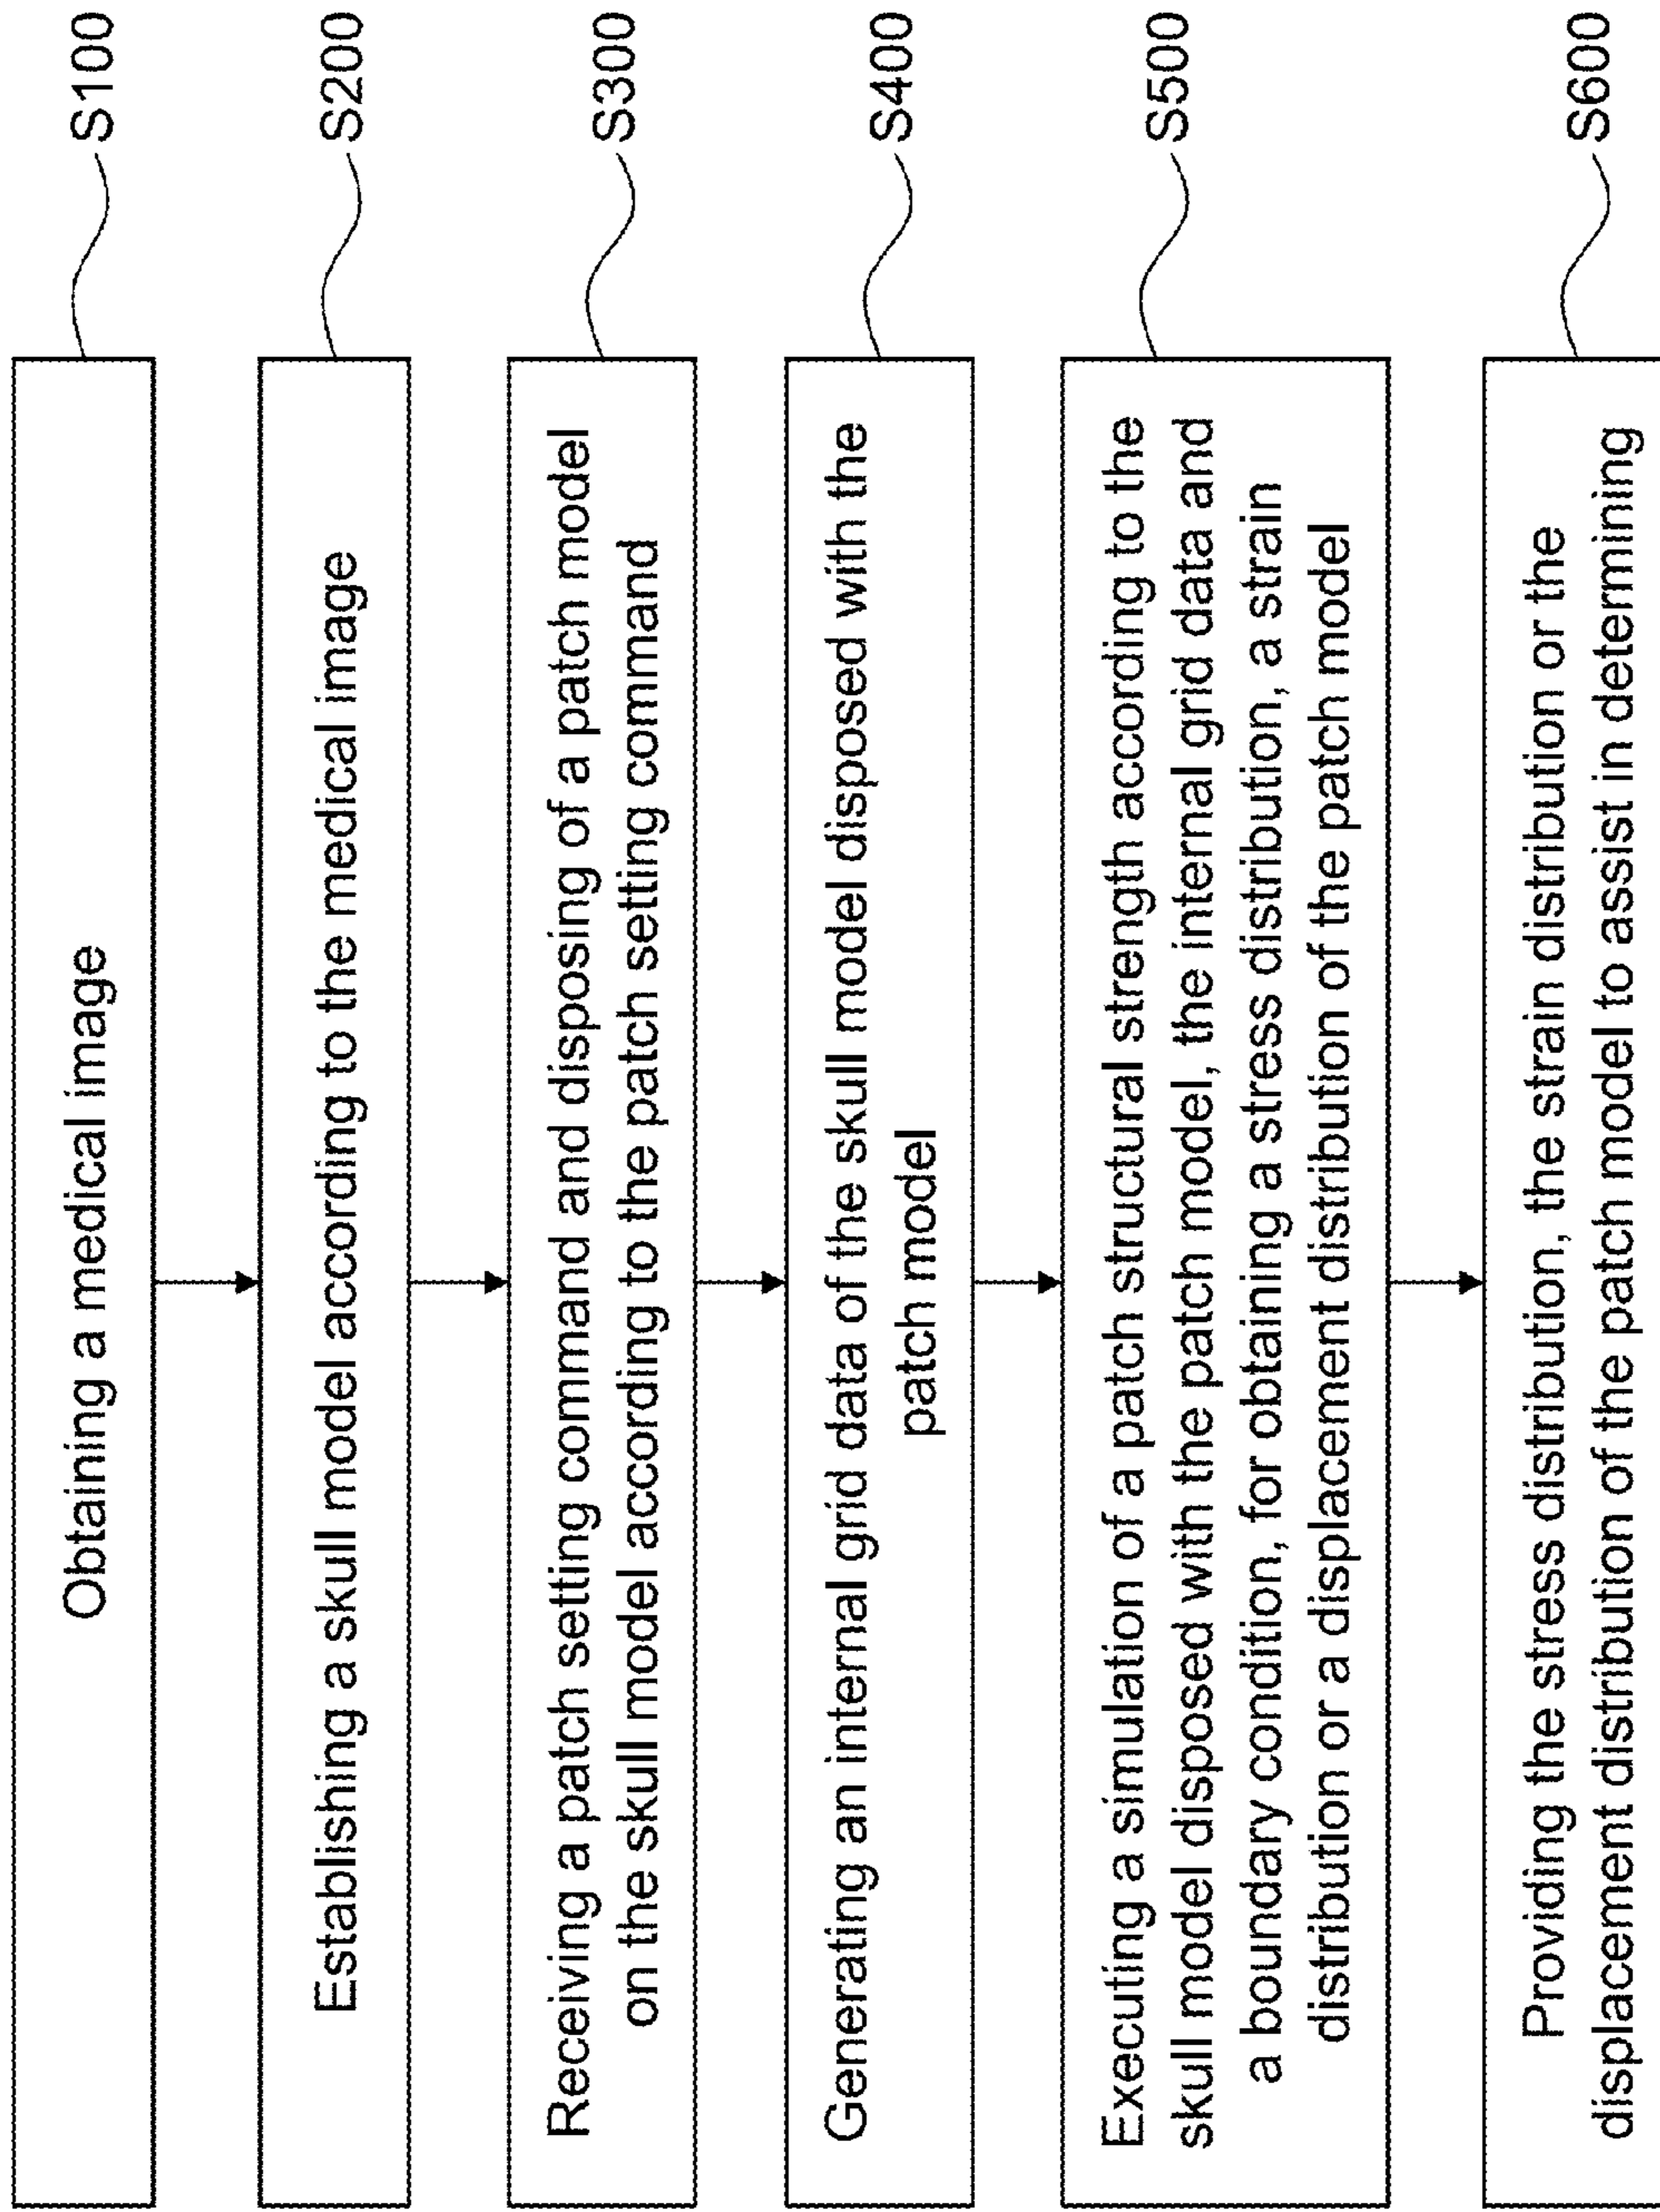 Obtaining a medical image
S100
Establishing a skull model according to the medical image
S200
Receiving a patch setting command and disposing of a patch model
on the skull model according to the patch setting command
S300
Generating an internal grid data of the skull model disposed with the
patch model
S400
Executing a simulation of a patch structural strength according to the
skull model disposed with the patch model, the internal grid data and
a boundary condition, for obtaining a stress distribution, a strain
distribution or a displacement distribution of the patch model
S500
Providing the stress distribution, the strain distribution or the
displacement distribution of the patch model to assist in determining
S600